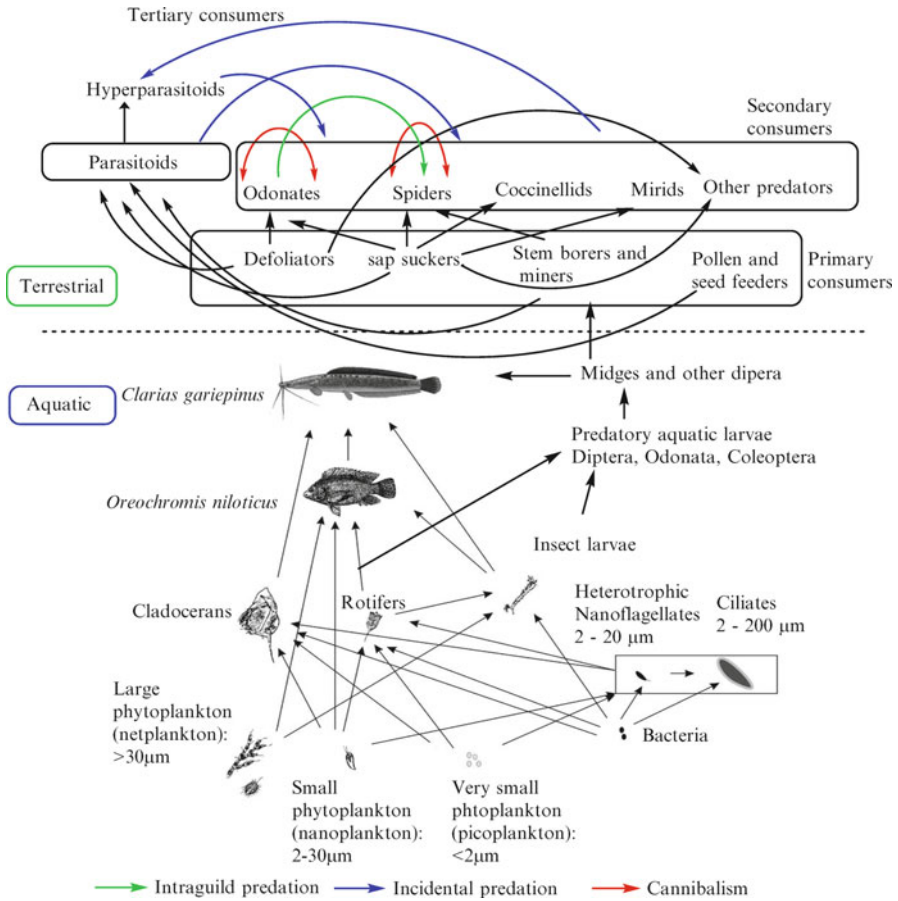 Tertiary consumers
Hyperparasitoids
Secondary
consumers
Parasitoids
Odonates
Spiders
Coccinellids
Mirids
Other predators
Defoliators
sap suckers
Stem borers and
miners
Pollen and
seed feeders
Primary
consumers
Terrestrial
Aquatic
Clarias gariepinus
Midges and other dipera
Predatory aquatic larvae
Diptera, Odonata, Coleoptera
Oreochromis niloticus
Insect larvae
Cladocerans
Rotifers
Heterotrophic
Nanoflagellates
2 - 20 μm
Ciliates
2 - 200 μm
Large
phytoplankton
(netplankton):
>30μm
Bacteria
Small
phytoplankton
(nanoplankton):
2-30μm
Very small
phtoplankton
(picoplankton):
<2μm
Intraguild predation
Incidental predation
Cannibalism